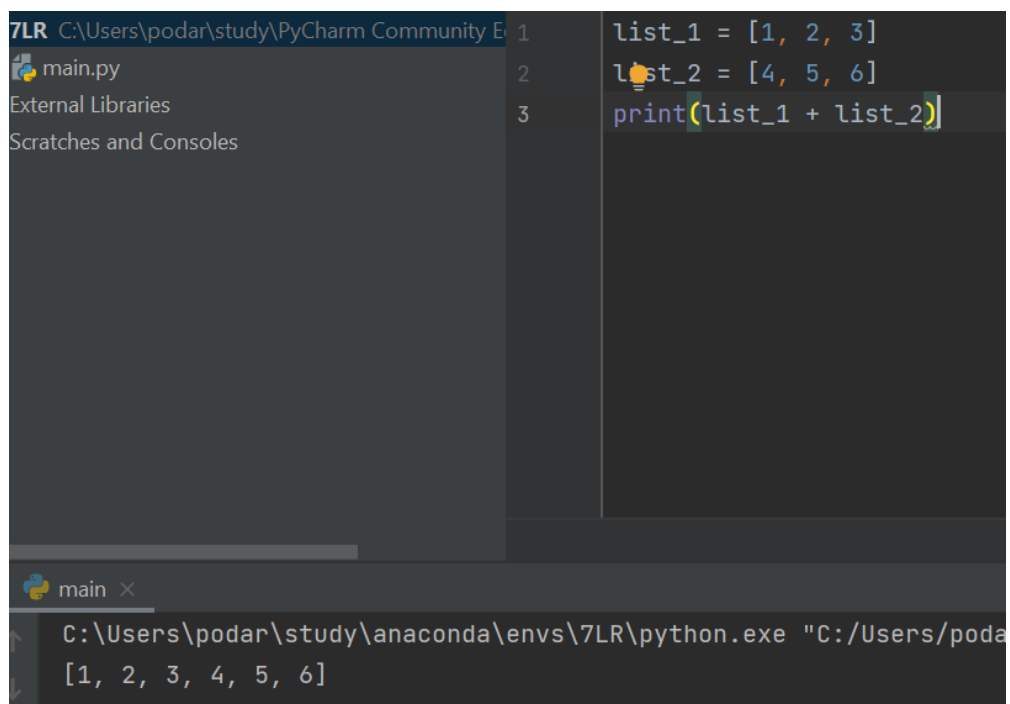 7LR C:\Users\podar\study\PyCharm Community E
main.py
External Libraries
Scratches and Consoles
1 list_1 = [1, 2, 3]
2 list_2 = [4, 5, 6]
3 print(list_1 + list_2)
main
C:\Users\podar\study\anaconda\envs\7LR\python.exe "C:/Users/poda
[1, 2, 3, 4, 5, 6]